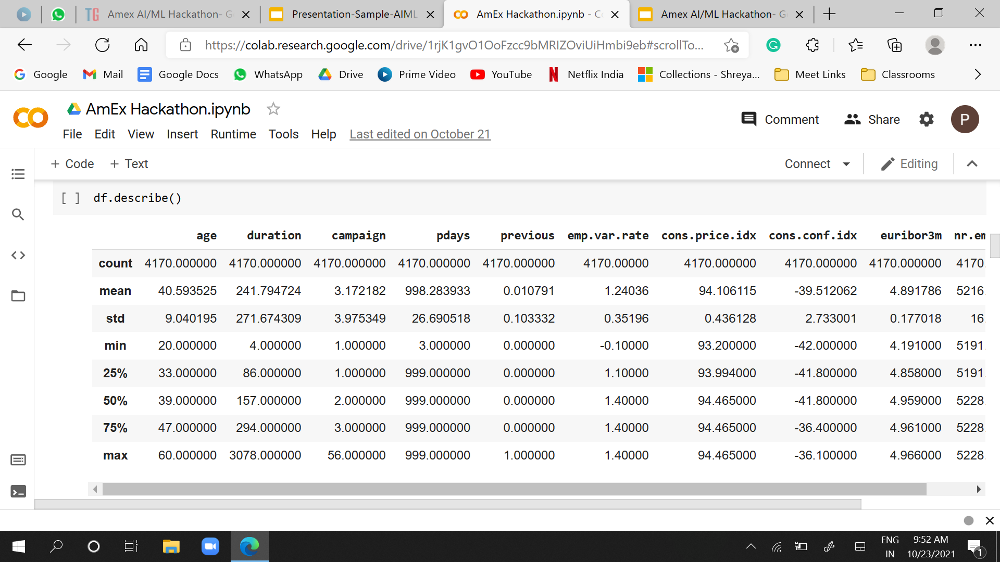 Amex AI/ML Hackathon- G
Presentation-Sample-AIML
AmEx Hackathon.ipynb - C
Amex AI/ML Hackathon- G
https://colab.research.google.com/drive/1rjK1gvO1OoFzcc9bMRIZOviUiHmbi9eb#scrollTo...
Google Mail Google Docs WhatsApp Drive Prime Video YouTube Netflix India Collections - Shreya... Meet Links Classrooms
AmEx Hackathon.ipynb
Comment Share P
File Edit View Insert Runtime Tools Help Last edited on October 21
+ Code + Text Connect Editing
[ ] df.describe()
age duration campaign pdays previous emp.var.rate cons.price.idx cons.conf.idx euribor3m nr.em
count 4170.000000 4170.000000 4170.000000 4170.000000 4170.000000 4170.00000 4170.000000 4170.000000 4170.000000 4170.
mean 40.593525 241.794724 3.172182 998.283933 0.010791 1.24036 94.106115 -39.512062 4.891786 5216.
std 9.040195 271.674309 3.975349 26.690518 0.103332 0.35196 0.436128 2.733001 0.177018 16.
min 20.000000 4.000000 1.000000 3.000000 0.000000 -0.10000 93.200000 -42.000000 4.191000 5191.
25% 33.000000 86.000000 1.000000 999.000000 0.000000 1.10000 93.994000 -41.800000 4.858000 5191.
50% 39.000000 157.000000 2.000000 999.000000 0.000000 1.40000 94.465000 -41.800000 4.959000 5228.
75% 47.000000 294.000000 3.000000 999.000000 0.000000 1.40000 94.465000 -36.400000 4.961000 5228.
max 60.000000 3078.000000 56.000000 999.000000 1.000000 1.40000 94.465000 -36.100000 4.966000 5228.
ENG 9:52 AM
IN 10/23/2021 1